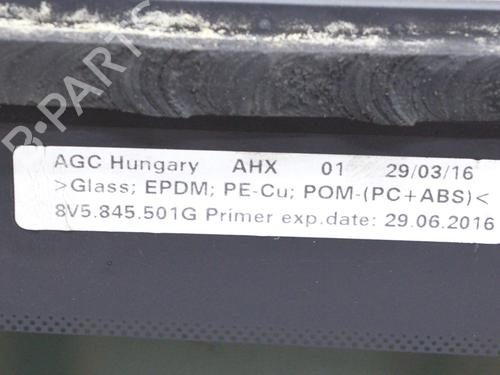 AGC Hungary AHX 01 29/03/16
>Glass; EPDM; PE-Cu; POM-(PC+ABS)<
8V5.845.501G Primer exp.date: 29.06.2016
B-PARTS